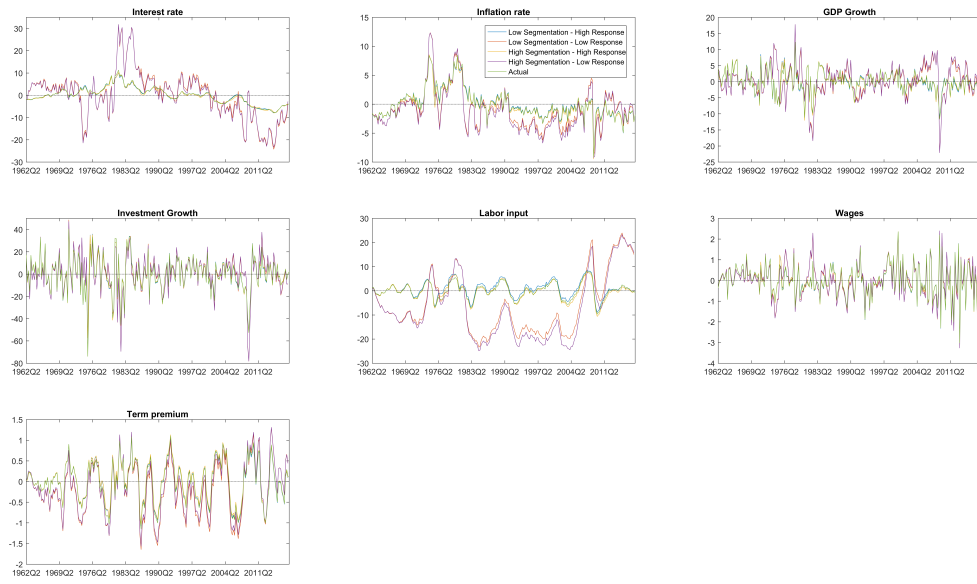 Interest rate
30
20
10
0
-10
-20
-30
1962Q2 1969Q2 1976Q2 1983Q2 1990Q2 1997Q2 2004Q2 2011Q2
Inflation rate
Low Segmentation - High Response
Low Segmentation - Low Response
High Segmentation - High Response
High Segmentation - Low Response
Actual
15
10
5
0
-5
-10
1962Q2 1969Q2 1976Q2 1983Q2 1990Q2 1997Q2 2004Q2 2011Q2
GDP Growth
20
15
10
5
0
-5
-10
-15
-20
-25
1962Q2 1969Q2 1976Q2 1983Q2 1990Q2 1997Q2 2004Q2 2011Q2
Investment Growth
40
20
0
-20
-40
-60
-80
1962Q2 1969Q2 1976Q2 1983Q2 1990Q2 1997Q2 2004Q2 2011Q2
Labor input
30
20
10
0
-10
-20
-30
1962Q2 1969Q2 1976Q2 1983Q2 1990Q2 1997Q2 2004Q2 2011Q2
Wages
3
2
1
0
-1
-2
-3
-4
1962Q2 1969Q2 1976Q2 1983Q2 1990Q2 1997Q2 2004Q2 2011Q2
Term premium
1.5
1
0.5
0
-0.5
-1
-1.5
-2
1962Q2 1969Q2 1976Q2 1983Q2 1990Q2 1997Q2 2004Q2 2011Q2